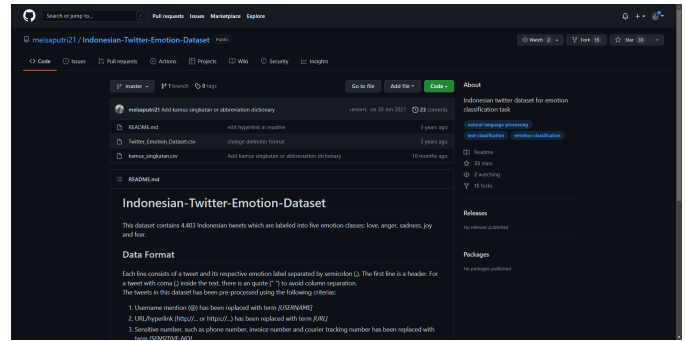 Search or jump to... / Pull requests Issues Marketplace Explore
meisaputri21 / Indonesian-Twitter-Emotion-Dataset Public
Watch 2 Fork 15 Star 33
Code Issues Pull requests Actions Projects Wiki Security Insights
master 1 branch 0 tags Go to file Add file Code
meisaputri21 Add kamus singkatan or abbreviation dictionary on 30 Jun 2021 23 commits
README.md edit hyperlink in readme 3 years ago
Twitter_Emotion_Dataset.csv change delimiter format 3 years ago
kamus_singkatan.csv Add kamus singkatan or abbreviation dictionary 10 months ago
README.md
Indonesian-Twitter-Emotion-Dataset
This dataset contains 4.403 Indonesian tweets which are labeled into five emotion classes: love, anger, sadness, joy
and fear.
Data Format
Each line consists of a tweet and its respective emotion label separated by semicolon (,). The first line is a header. For
a tweet with coma (,) inside the text, there is an quote (" ") to avoid column separation.
The tweets in this dataset has been pre-processed using the following criterias:
1. Username mention (@) has been replaced with term [USERNAME]
2. URL/hyperlink (http://... or https://...) has been replaced with term [URL]
3. Sensitive number, such as phone number, invoice number and courier tracking number has been replaced with
term [SENSITIVE-NO]
About
Indonesian twitter dataset for emotion
classification task
natural-language-processing
text-classification emotion-classification
Readme
33 stars
2 watching
15 forks
Releases
No releases published
Packages
No packages published